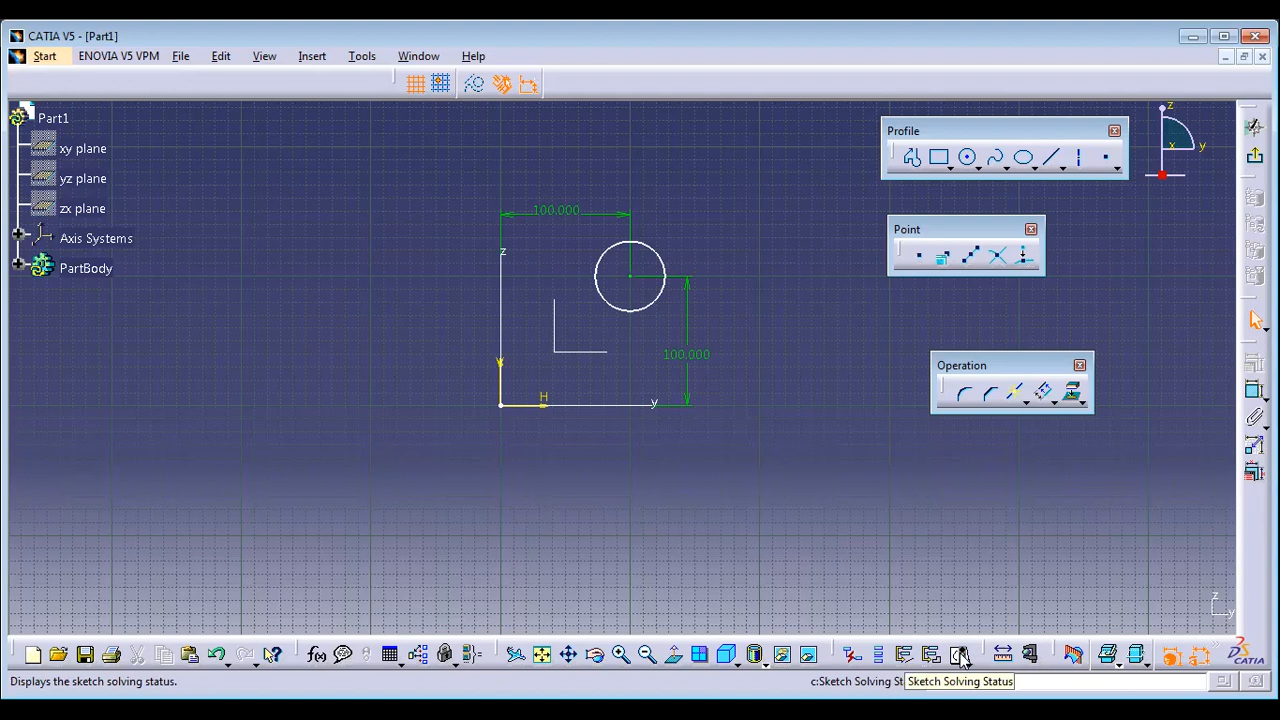 CATIA V5 - [Part1]
Start ENOVIA V5 VPM File Edit View Insert Tools Window Help
Part1
xy plane
yz plane
zx plane
Axis Systems
PartBody
Profile
z
x
y
Point
Operation
100.000
z
100.000
V
H
y
z
y
f(x)
CATIA
Displays the sketch solving status.
c:Sketch Solving St
Sketch Solving Status